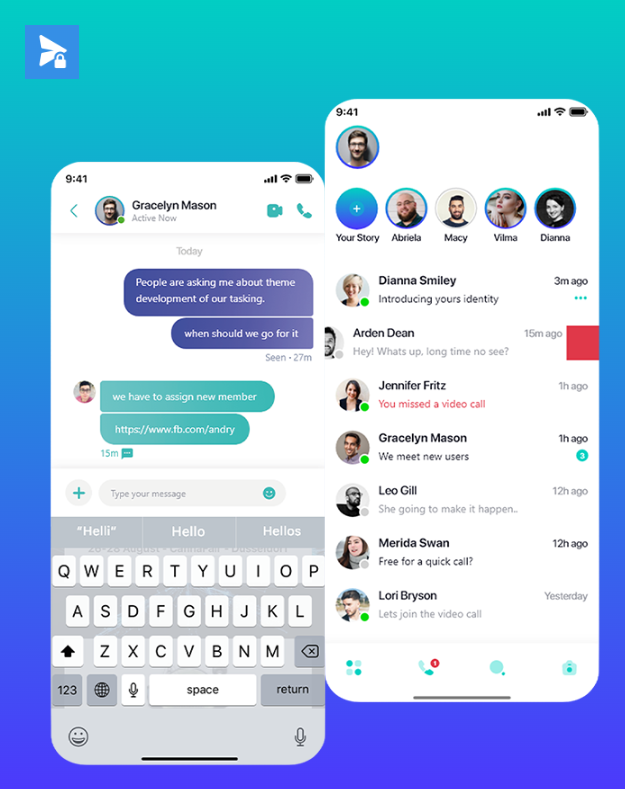 9:41
Gracelyn Mason
Active Now
Today
People are asking me about theme
development of our tasking.
when should we go for it
Seen • 27m
we have to assign new member
https://www.fb.com/andry
15m
Type your message
"Helli"
Hello
Hellos
Q W E R T Y U I O P
A S D F G H J K L
Z X C V B N M
123
space
return
9:41
Your Story
Abriela
Macy
Vilma
Dianna
Dianna Smiley
3m ago
Introducing yours identity
Arden Dean
15m ago
Hey! Whats up, long time no see?
Jennifer Fritz
1h ago
You missed a video call
Gracelyn Mason
1h ago
We meet new users
3
Leo Gill
12h ago
She going to make it happen..
Merida Swan
12h ago
Free for a quick call?
Lori Bryson
Yesterday
Lets join the video call
1